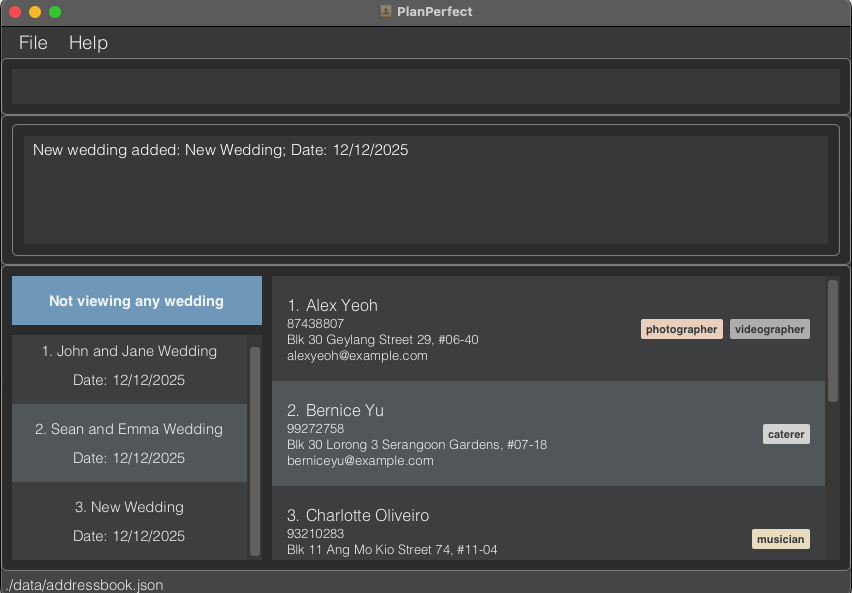 PlanPerfect
File Help
New wedding added: New Wedding; Date: 12/12/2025
Not viewing any wedding
1. John and Jane Wedding
Date: 12/12/2025
2. Sean and Emma Wedding
Date: 12/12/2025
3. New Wedding
Date: 12/12/2025
1. Alex Yeoh
87438807
Blk 30 Geylang Street 29, #06-40
alexyeoh@example.com
photographer videographer
2. Bernice Yu
99272758
Blk 30 Lorong 3 Serangoon Gardens, #07-18
berniceyu@example.com
caterer
3. Charlotte Oliveiro
93210283
Blk 11 Ang Mo Kio Street 74, #11-04
musician
./data/addressbook.json